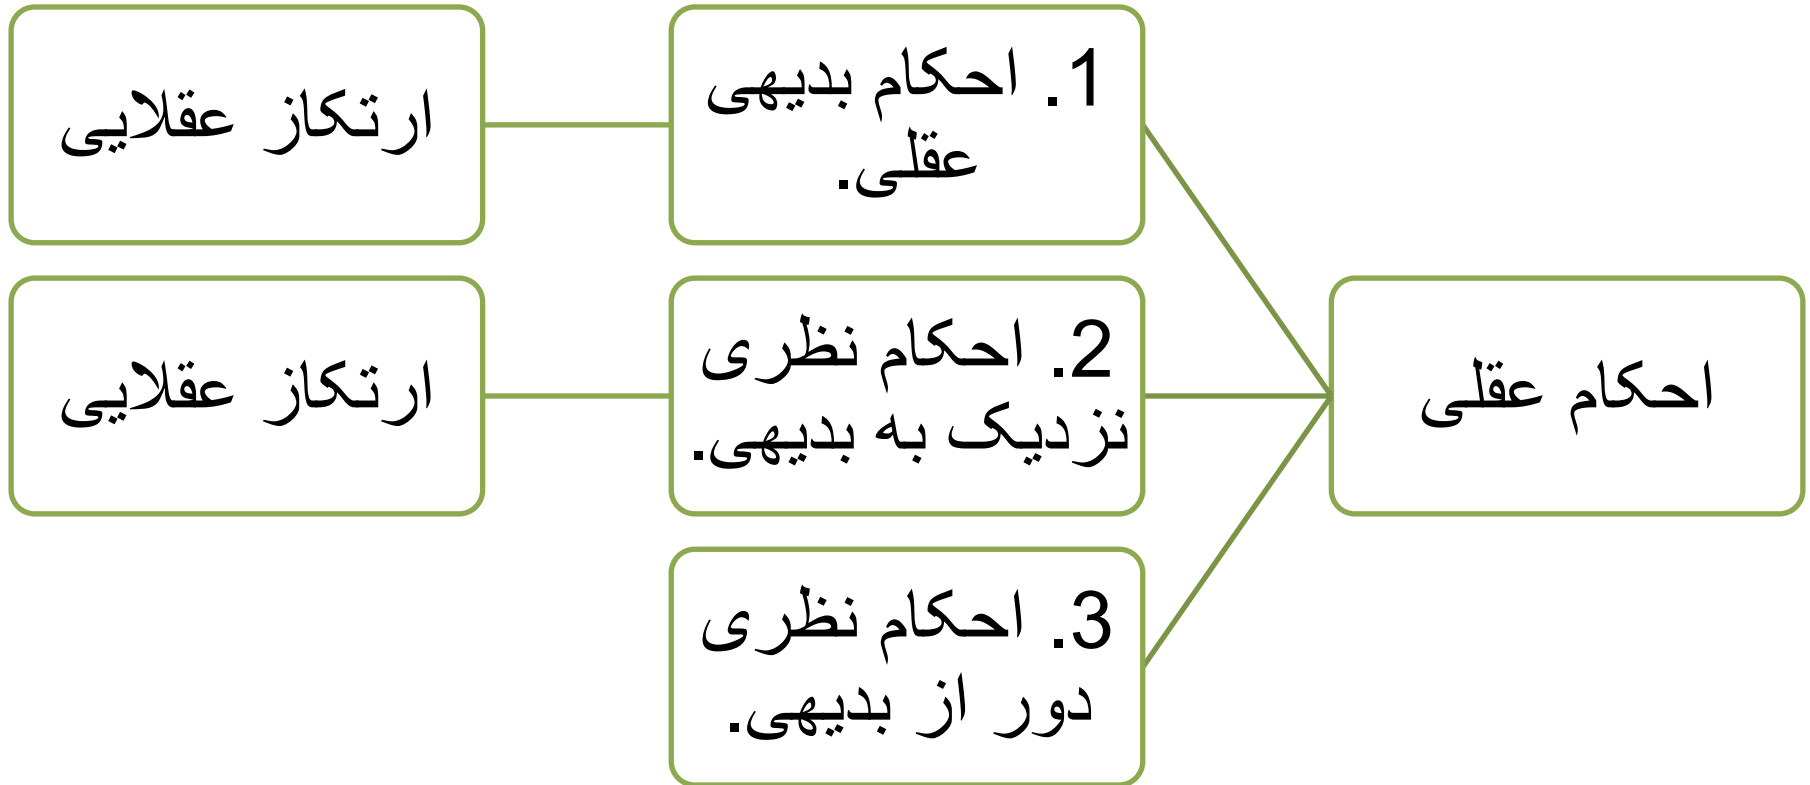 احکام عقلی
1. احکام بدیهی
عقلی.
ارتکاز عقلایی
2. احکام نظری
نزدیک به بدیهی.
ارتکاز عقلایی
3. احکام نظری
دور از بدیهی.